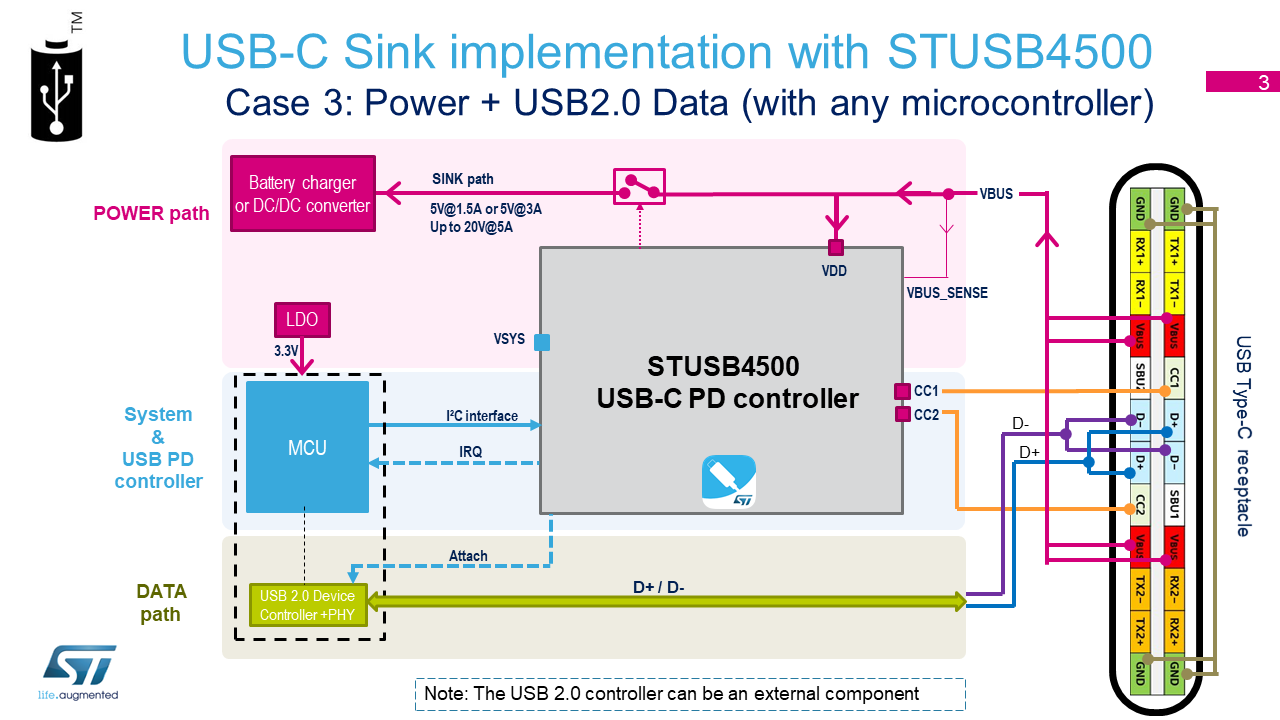 TM
USB-C Sink implementation with STUSB4500
Case 3: Power + USB2.0 Data (with any microcontroller)
3
POWER path
Battery charger
or DC/DC converter
SINK path
5V@1.5A or 5V@3A
Up to 20V@5A
VBUS
VDD
VBUS_SENSE
LDO
3.3V
VSYS
STUSB4500
USB-C PD controller
CC1
CC2
System
&
USB PD
controller
MCU
I²C interface
IRQ
Attach
DATA
path
USB 2.0 Device
Controller +PHY
D+ / D-
D-
D+
GND
RX1+
RX1−
VBUS
D−
D+
CC2
VBUS
TX2−
TX2+
GND
GND
TX1+
TX1−
VBUS
CC1
D+
D−
SBU1
VBUS
RX2−
RX2+
GND
USB Type-C receptacle
ST
life.augmented
ST
Note: The USB 2.0 controller can be an external component